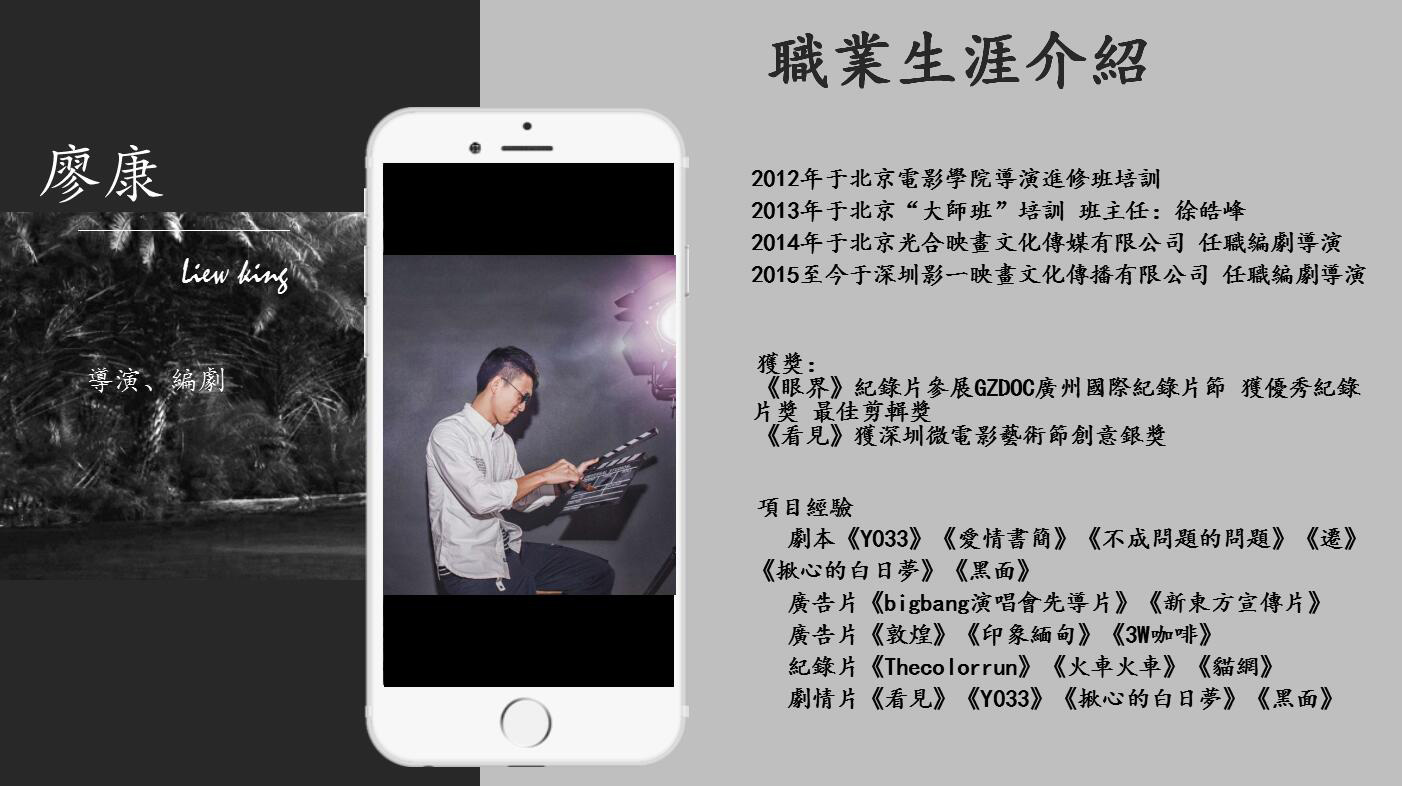 職業生涯介紹
廖康
Liew king
導演、編劇
2012年于北京電影學院導演進修班培訓
2013年于北京“大師班”培訓 班主任：徐皓峰
2014年于北京光合映畫文化傳媒有限公司 任職編劇導演
2015至今于深圳影一映畫文化傳播有限公司 任職編劇導演
獲獎：
《眼界》紀錄片參展GZDOC廣州國際紀錄片節 獲優秀紀錄
片獎 最佳剪輯獎
《看見》獲深圳微電影藝術節創意銀獎
項目經驗
劇本《Y033》《愛情書簡》《不成問題的問題》《遷》
《揪心的白日夢》《黑面》
廣告片《bigbang演唱會先導片》《新東方宣傳片》
廣告片《敦煌》《印象緬甸》《3W咖啡》
紀錄片《Thecolorrun》《火車火車》《貓網》
劇情片《看見》《Y033》《揪心的白日夢》《黑面》